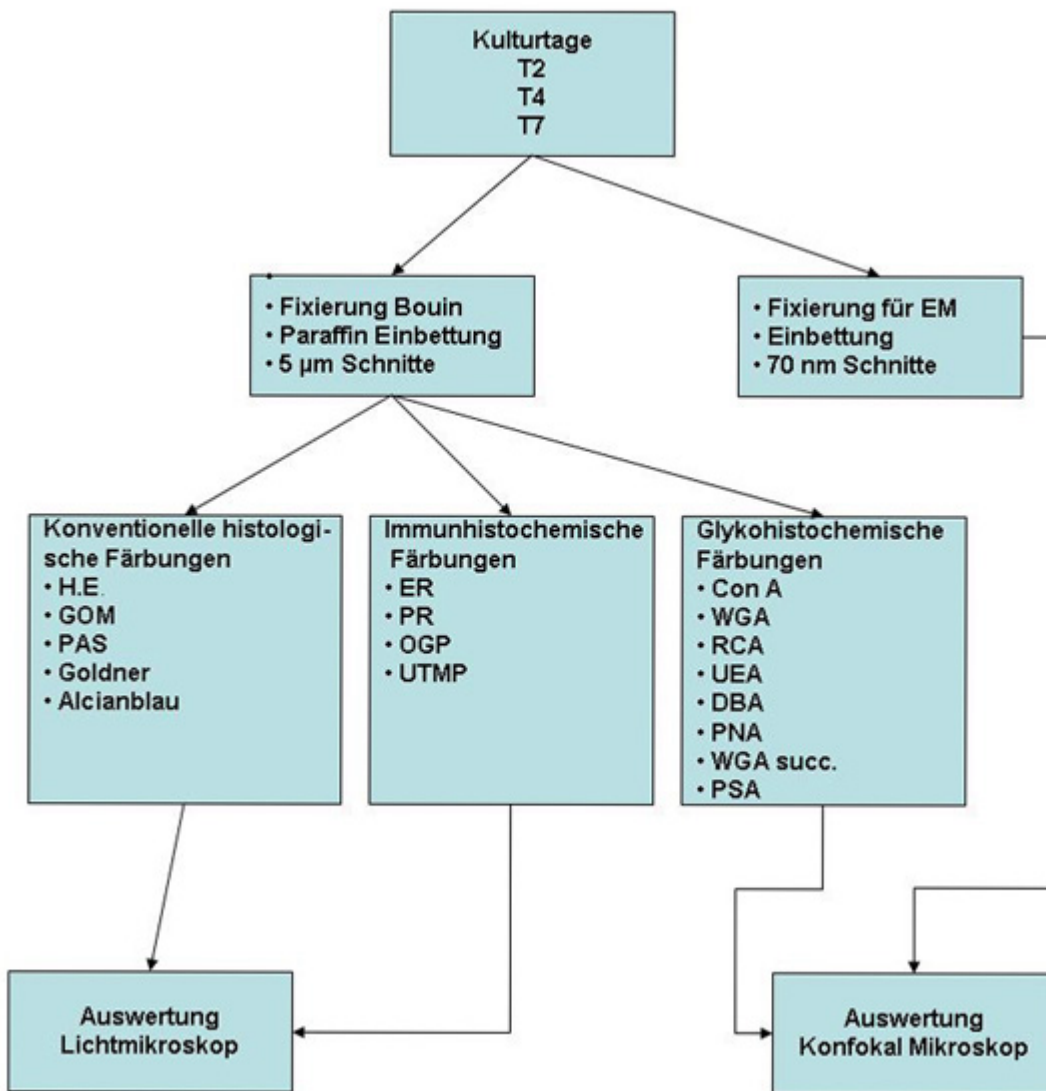 Kulturtage
T2
T4
T7
•
• Fixierung Bouin
• Paraffin Einbettung
• 5 µm Schnitte
• Fixierung für EM
• Einbettung
• 70 nm Schnitte
Konventionelle histologi-
sche Färbungen
• H.E.
• GOM
• PAS
• Goldner
• Alcianblau
Immunhistochemische
Färbungen
• ER
• PR
• OGP
• UTMP
Glykohistochemische
Färbungen
• Con A
• WGA
• RCA
• UEA
• DBA
• PNA
• WGA succ.
• PSA
Auswertung
Lichtmikroskop
Auswertung
Konfokal Mikroskop